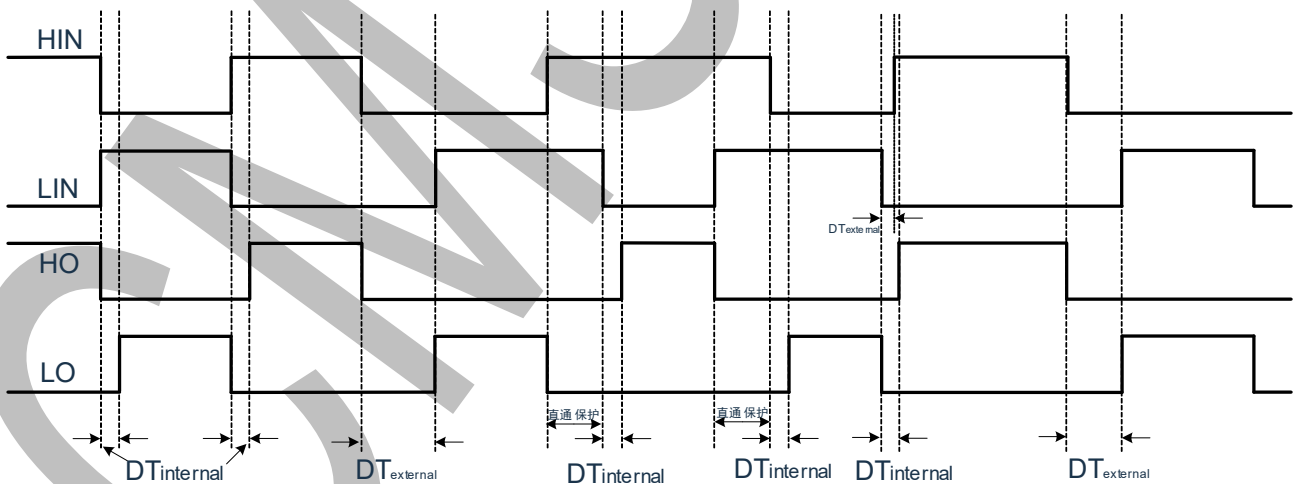 HIN
LIN
DTexternal
HO
LO
直通保护
直通保护
DTinternal
DTexternal
DTinternal
DTinternal
DTinternal
DTexternal